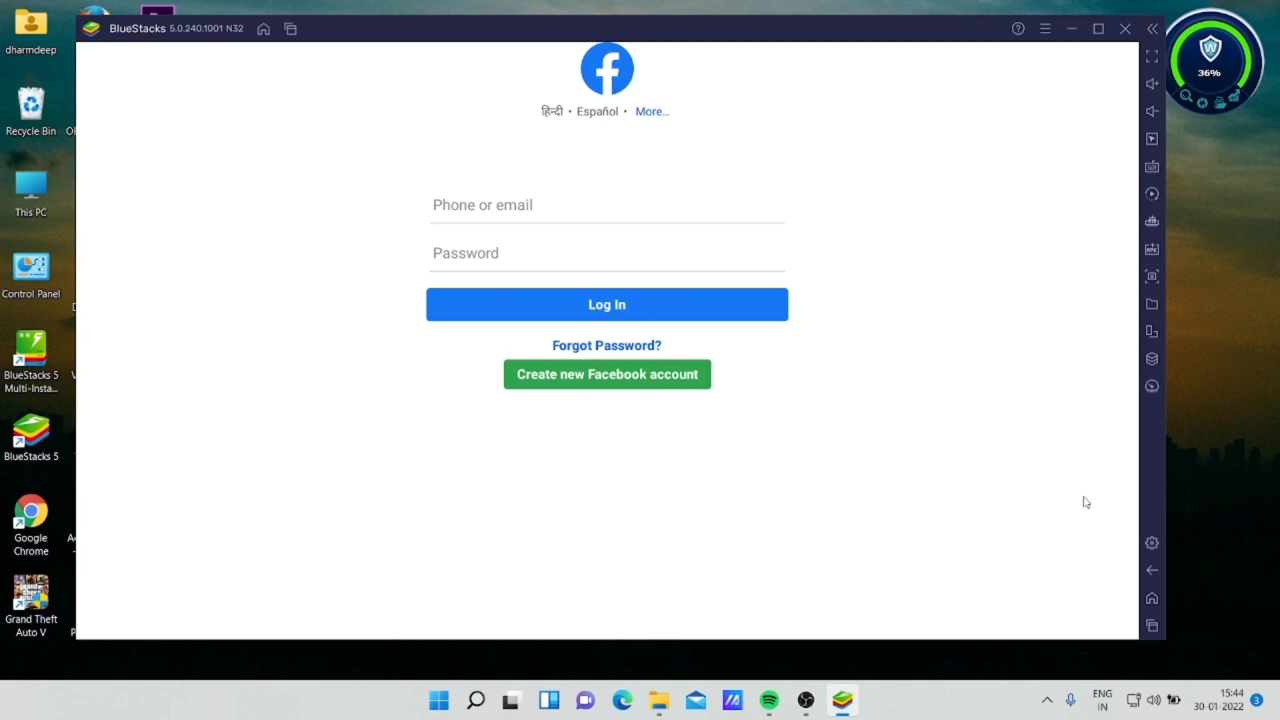 dharmdeep
Recycle Bin
This PC
Control Panel
BlueStacks 5
Multi-Insta...
BlueStacks 5
Google
Chrome
Grand Theft
Auto V
BlueStacks 5.0.240.1001 N32
हिन्दी • Español • More...
Phone or email
Password
Log In
Forgot Password?
Create new Facebook account
W
36%
ENG
IN
15:44
30-01-2022
3